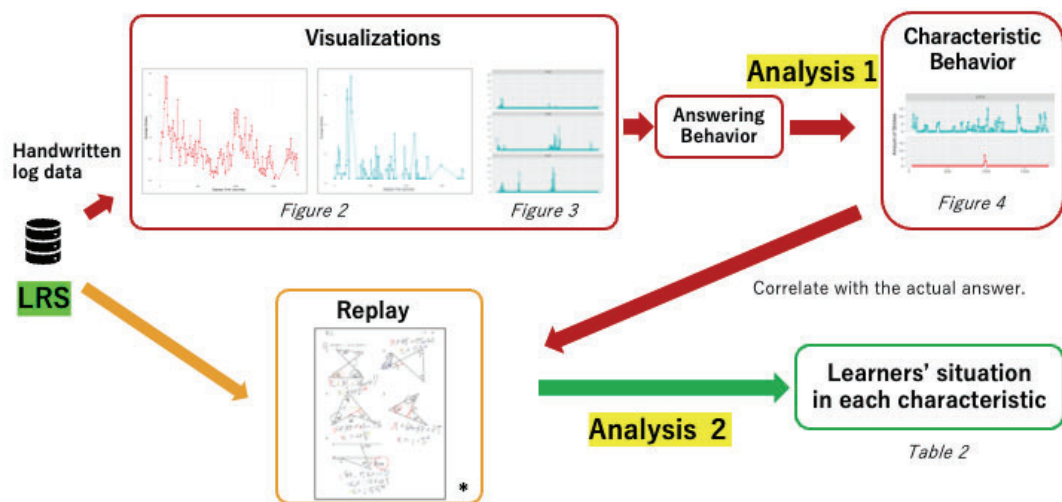 Visualizations
Figure 2
Figure 3
Handwritten
log data
LRS
Answering
Behavior
Analysis 1
Characteristic
Behavior
Figure 4
Correlate with the actual answer.
Replay
*
Analysis 2
Learners' situation
in each characteristic
Table 2